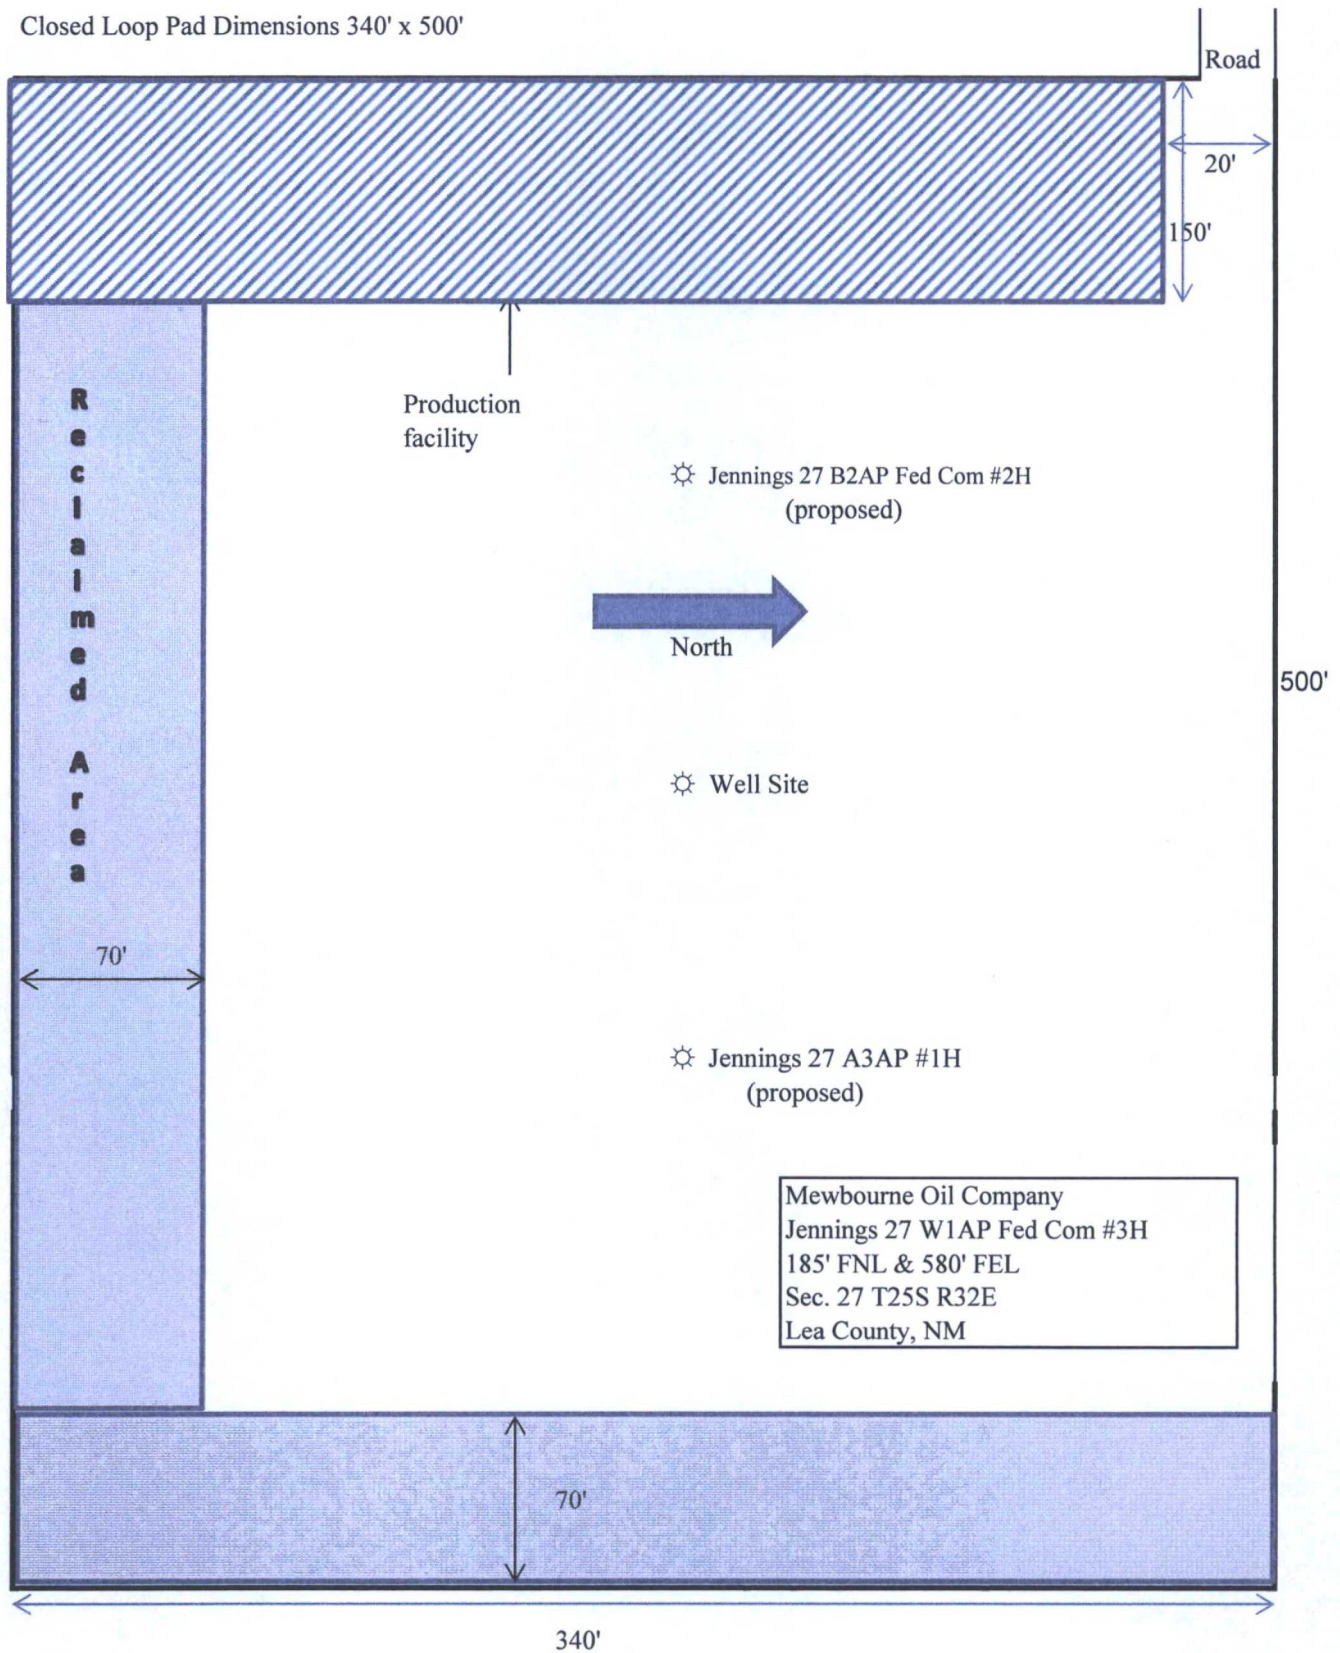 Closed Loop Pad Dimensions 340' x 500'
Road
20'
150'
Production
facility
Reclaimed Area
Jennings 27 B2AP Fed Com #2H
(proposed)
North
500'
Well Site
70'
Jennings 27 A3AP #1H
(proposed)
Mewbourne Oil Company
Jennings 27 W1AP Fed Com #3H
185' FNL & 580' FEL
Sec. 27 T25S R32E
Lea County, NM
70'
340'